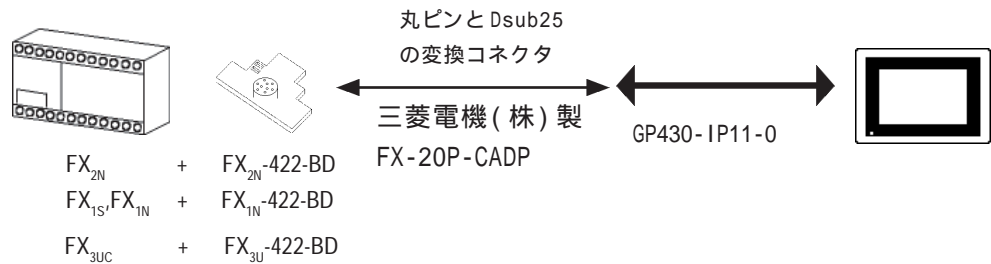 丸ピンとDsub25
の変換コネクタ
三菱電機(株)製
FX-20P-CADP
GP430-IP11-0
FX2N + FX2N-422-BD
FX1S,FX1N + FX1N-422-BD
FX3UC + FX3U-422-BD